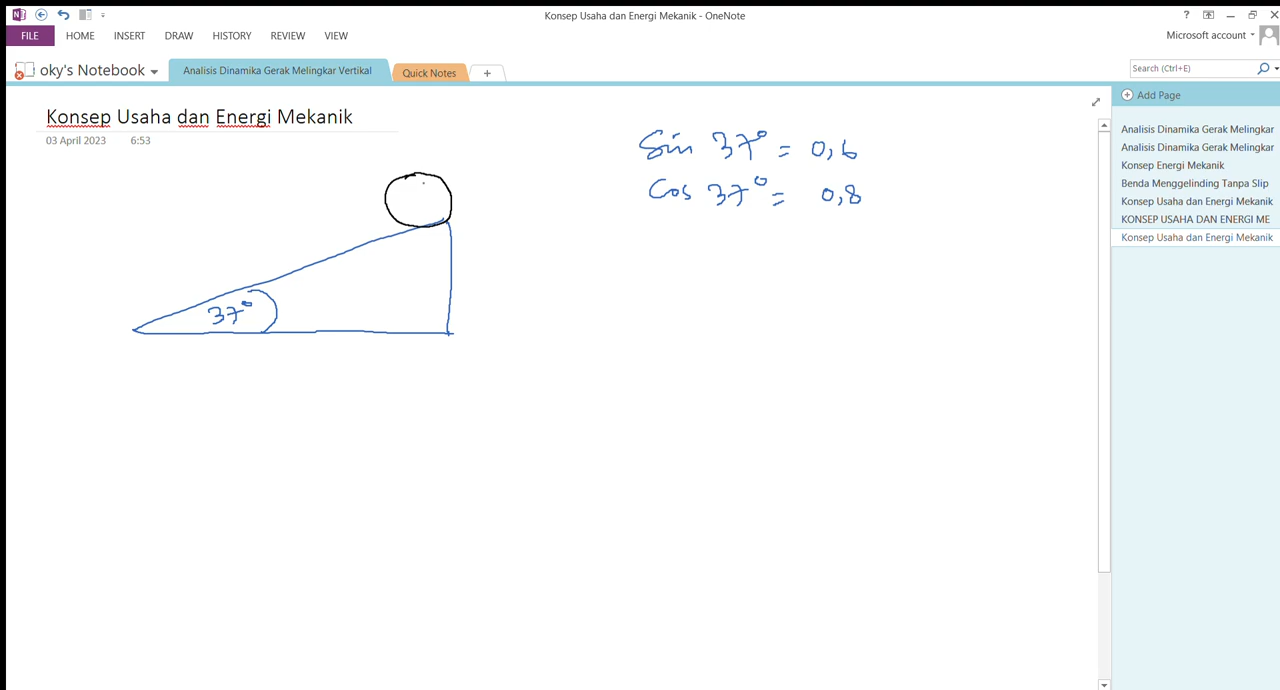 Konsep Usaha dan Energi Mekanik - OneNote
?
FILE HOME INSERT DRAW HISTORY REVIEW VIEW
Microsoft account
oky's Notebook
Analisis Dinamika Gerak Melingkar Vertikal
Quick Notes
+
Search (Ctrl+E)
Add Page
Konsep Usaha dan Energi Mekanik
03 April 2023 6:53
Sin 37° = 0,6
Cos 37° = 0,8
37°
Analisis Dinamika Gerak Melingkar
Analisis Dinamika Gerak Melingkar
Konsep Energi Mekanik
Benda Menggelinding Tanpa Slip
Konsep Usaha dan Energi Mekanik
KONSEP USAHA DAN ENERGI ME
Konsep Usaha dan Energi Mekanik